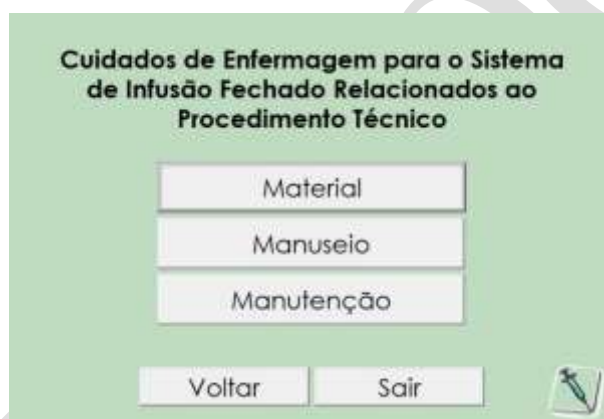 Cuidados de Enfermagem para o Sistema
de Infusão Fechado Relacionados ao
Procedimento Técnico
Material
Manuseio
Manutenção
Voltar
Sair